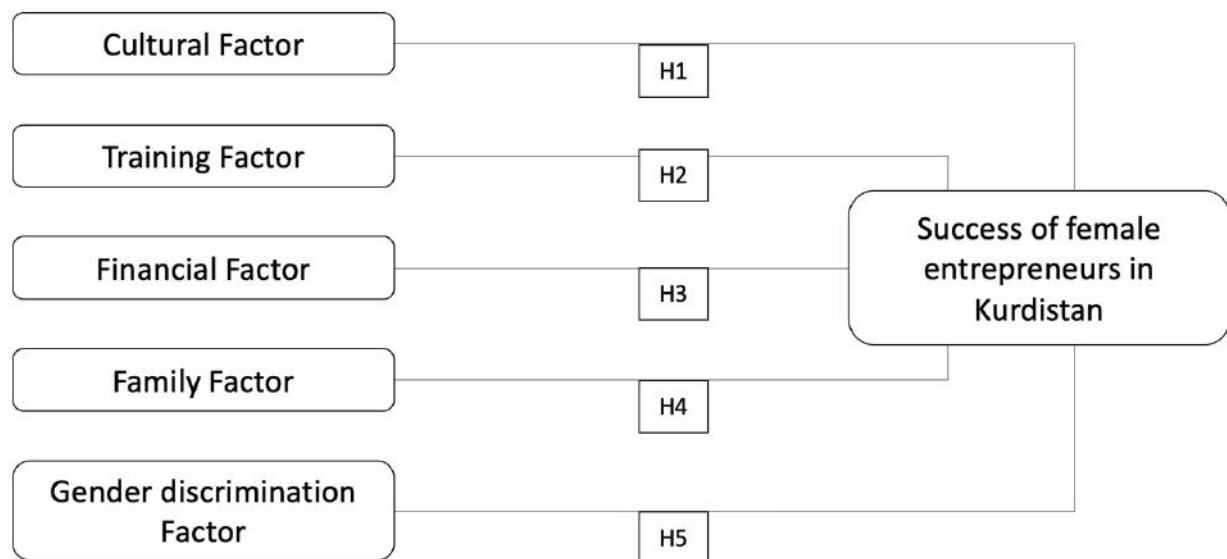 Cultural Factor
H1
Training Factor
H2
Financial Factor
H3
Family Factor
H4
Gender discrimination
Factor
H5
Success of female
entrepreneurs in
Kurdistan